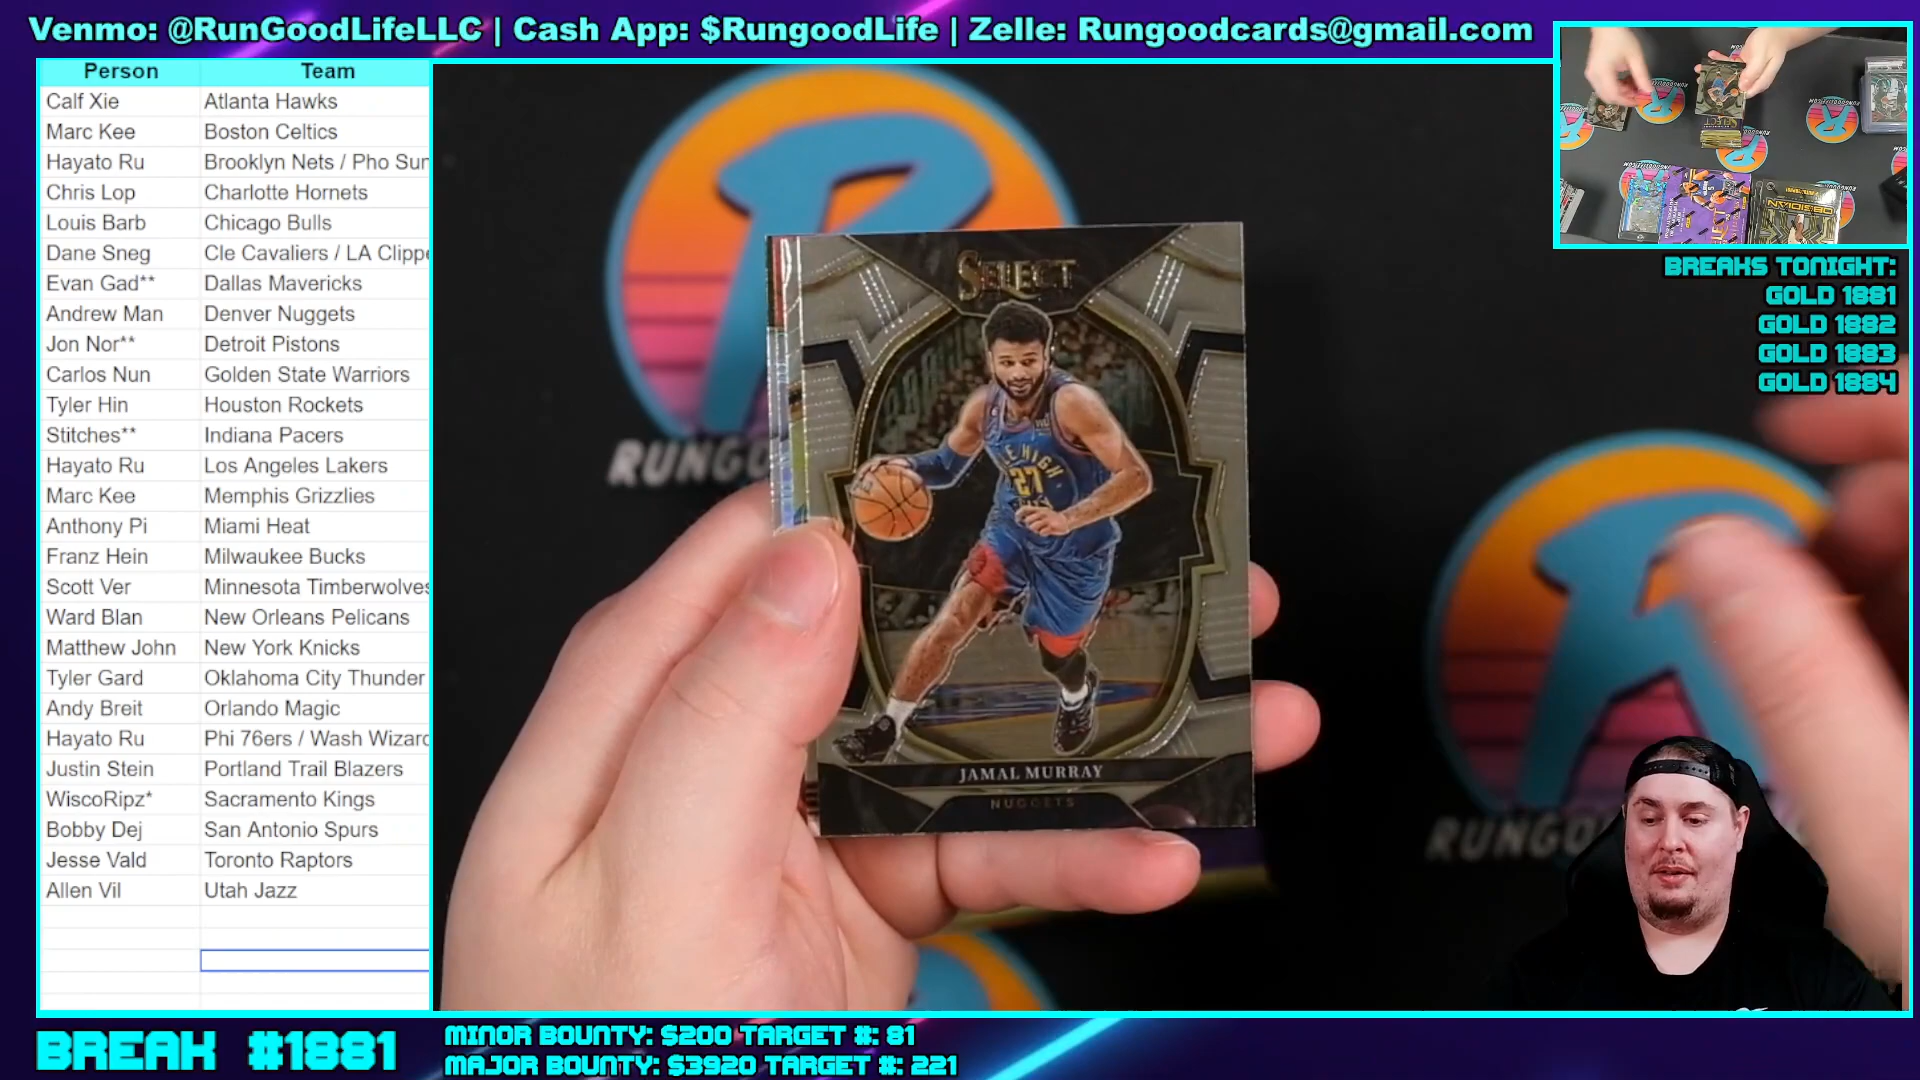 Venmo: @RunGoodLifeLLC | Cash App: $RungoodLife | Zelle: Rungoodcards@gmail.com
Person Team
Calf Xie Atlanta Hawks
Marc Kee Boston Celtics
Hayato Ru Brooklyn Nets / Pho Sun
Chris Lop Charlotte Hornets
Louis Barb Chicago Bulls
Dane Sneg Cle Cavaliers / LA Clippe
Evan Gad** Dallas Mavericks
Andrew Man Denver Nuggets
Jon Nor** Detroit Pistons
Carlos Nun Golden State Warriors
Tyler Hin Houston Rockets
Stitches** Indiana Pacers
Hayato Ru Los Angeles Lakers
Marc Kee Memphis Grizzlies
Anthony Pi Miami Heat
Franz Hein Milwaukee Bucks
Scott Ver Minnesota Timberwolves
Ward Blan New Orleans Pelicans
Matthew John New York Knicks
Tyler Gard Oklahoma City Thunder
Andy Breit Orlando Magic
Hayato Ru Phi 76ers / Wash Wizard
Justin Stein Portland Trail Blazers
WiscoRipz* Sacramento Kings
Bobby Dej San Antonio Spurs
Jesse Vald Toronto Raptors
Allen Vil Utah Jazz
SELECT
MILE HIGH
27
JAMAL MURRAY
NUGGETS
RUNGO
RUNGO
OBSIDIAN
BREAKS TONIGHT:
GOLD 1881
GOLD 1882
GOLD 1883
GOLD 1884
BREAK #1881
MINOR BOUNTY: $200 TARGET #: 81
MAJOR BOUNTY: $3920 TARGET #: 221